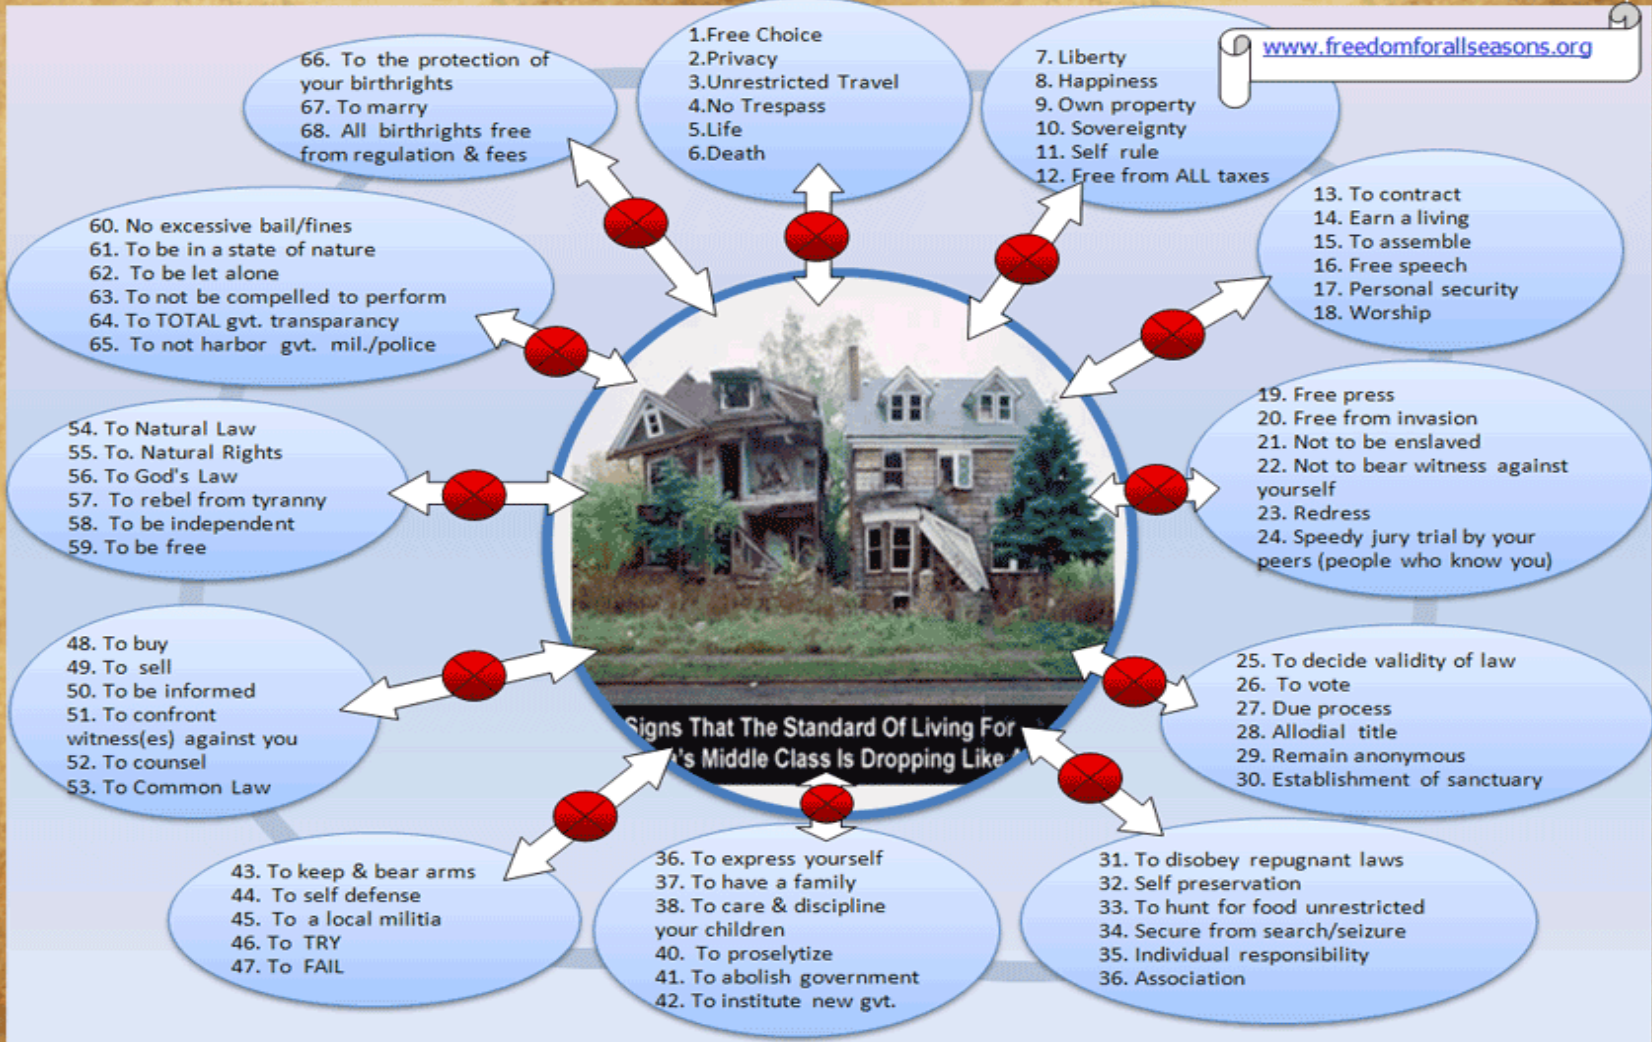 1.Free Choice
2.Privacy
3.Unrestricted Travel
4.No Trespass
5.Life
6.Death
www.freedomforallseasons.org
7. Liberty
8. Happiness
9. Own property
10. Sovereignty
11. Self rule
12. Free from ALL taxes
13. To contract
14. Earn a living
15. To assemble
16. Free speech
17. Personal security
18. Worship
19. Free press
20. Free from invasion
21. Not to be enslaved
22. Not to bear witness against
yourself
23. Redress
24. Speedy jury trial by your
peers (people who know you)
25. To decide validity of law
26. To vote
27. Due process
28. Allodial title
29. Remain anonymous
30. Establishment of sanctuary
31. To disobey repugnant laws
32. Self preservation
33. To hunt for food unrestricted
34. Secure from search/seizure
35. Individual responsibility
36. Association
36. To express yourself
37. To have a family
38. To care & discipline
your children
40. To proselytize
41. To abolish government
42. To institute new gvt.
43. To keep & bear arms
44. To self defense
45. To a local militia
46. To TRY
47. To FAIL
48. To buy
49. To sell
50. To be informed
51. To confront
witness(es) against you
52. To counsel
53. To Common Law
54. To Natural Law
55. To. Natural Rights
56. To God's Law
57. To rebel from tyranny
58. To be independent
59. To be free
60. No excessive bail/fines
61. To be in a state of nature
62. To be let alone
63. To not be compelled to perform
64. To TOTAL gvt. transparancy
65. To not harbor gvt. mil./police
66. To the protection of
your birthrights
67. To marry
68. All birthrights free
from regulation & fees
Signs That The Standard Of Living For
's Middle Class Is Dropping Like